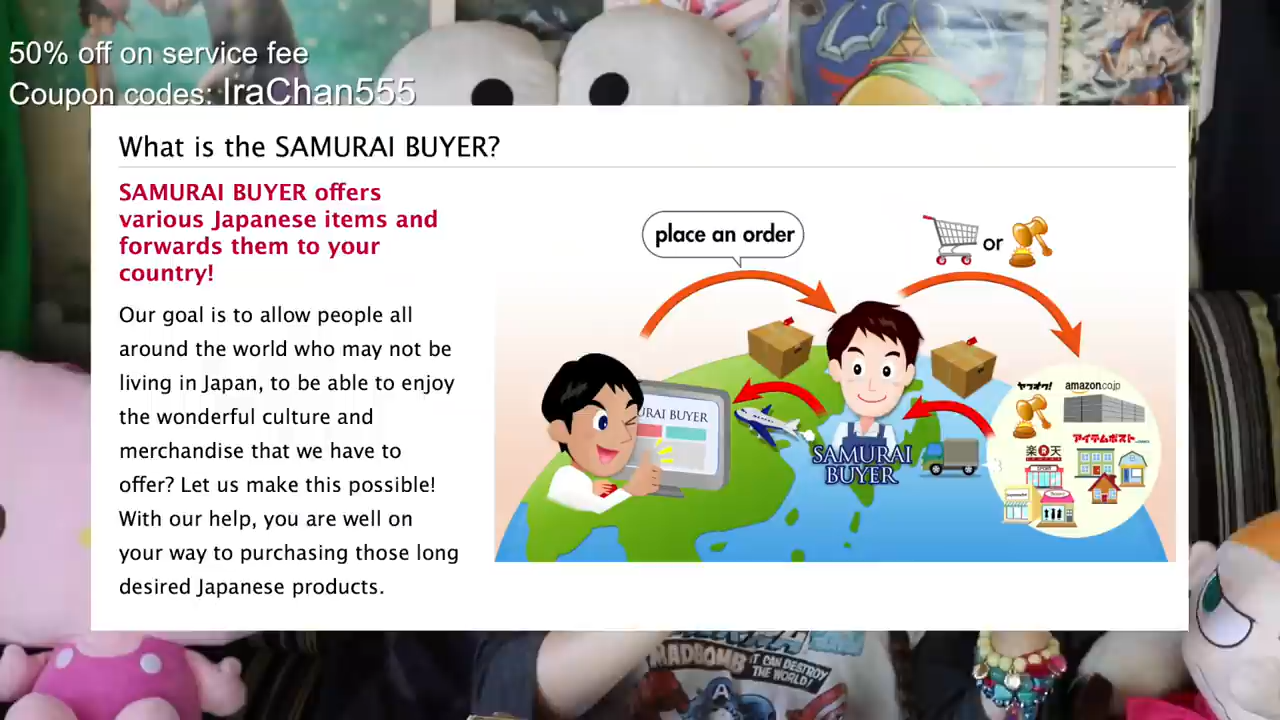 50% off on service fee
Coupon codes: IraChan555
What is the SAMURAI BUYER?
SAMURAI BUYER offers
various Japanese items and
forwards them to your
country!
Our goal is to allow people all
around the world who may not be
living in Japan, to be able to enjoy
the wonderful culture and
merchandise that we have to
offer? Let us make this possible!
With our help, you are well on
your way to purchasing those long
desired Japanese products.
place an order
or
URAI BUYER
SAMURAI
BUYER
ヤフオク!
amazon.co.jp
アイテムポスト
楽天
MADBOMB
IT CAN DESTROY
THE WORLD!
A